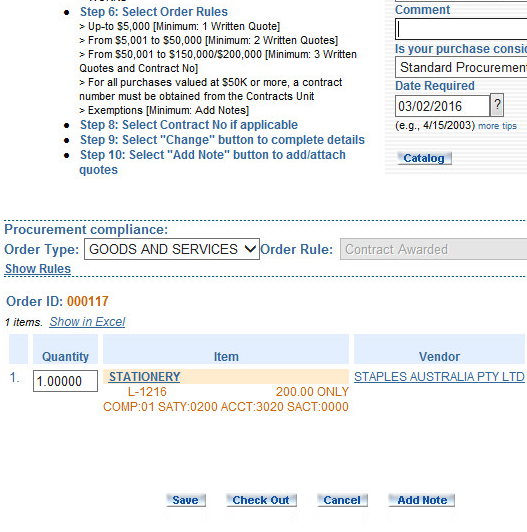 Step 6: Select Order Rules
> Up-to $5,000 [Minimum: 1 Written Quote]
> From $5,001 to $50,000 [Minimum: 2 Written Quotes]
> From $50,001 to $150,000/$200,000 [Minimum: 3 Written
Quotes and Contract No]
> For all purchases valued at $50K or more, a contract
number must be obtained from the Contracts Unit
> Exemptions [Minimum: Add Notes]
Step 8: Select Contract No if applicable
Step 9: Select "Change" button to complete details
Step 10: Select "Add Note" button to add/attach
quotes
Comment
Is your purchase consid
Standard Procurement
Date Required
03/02/2016 ?
(e.g., 4/15/2003) more tips
Catalog
Procurement compliance:
Order Type: GOODS AND SERVICES Order Rule: Contract Awarded
Show Rules
Order ID: 000117
1 items. Show in Excel
Quantity Item Vendor
1. 1.00000 STATIONERY STAPLES AUSTRALIA PTY LTD
L-1216 200.00 ONLY
COMP:01 SATY:0200 ACCT:3020 SACT:0000
Save Check Out Cancel Add Note